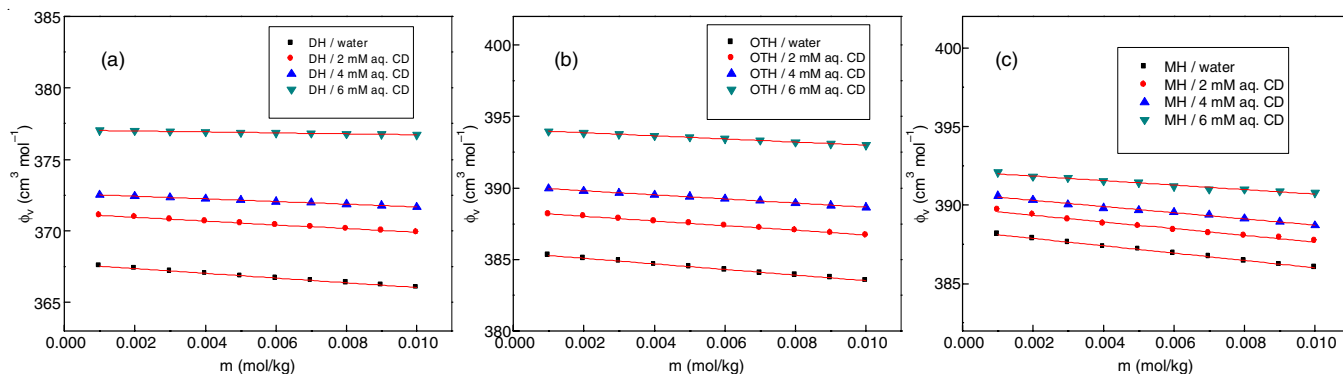 (a)
DH / water
DH / 2 mM aq. CD
DH / 4 mM aq. CD
DH / 6 mM aq. CD
385
380
375
370
365
ϕv (cm³ mol⁻¹)
0.000 0.002 0.004 0.006 0.008 0.010
m (mol/kg)
(b)
OTH / water
OTH / 2 mM aq. CD
OTH / 4 mM aq. CD
OTH / 6 mM aq. CD
400
395
390
385
380
ϕv (cm³ mol⁻¹)
0.000 0.002 0.004 0.006 0.008 0.010
m (mol/kg)
(c)
MH / water
MH / 2 mM aq. CD
MH / 4 mM aq. CD
MH / 6 mM aq. CD
400
395
390
385
ϕv (cm³ mol⁻¹)
0.000 0.002 0.004 0.006 0.008 0.010
m (mol/kg)